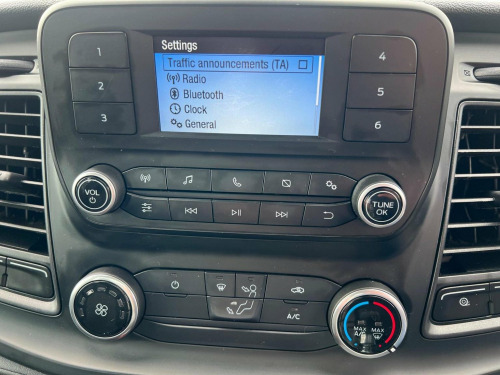 Settings
Traffic announcements (TA)
Radio
Bluetooth
Clock
General
1
2
3
4
5
6
VOL
TUNE
OK
A/C
MAX
A/C
MAX